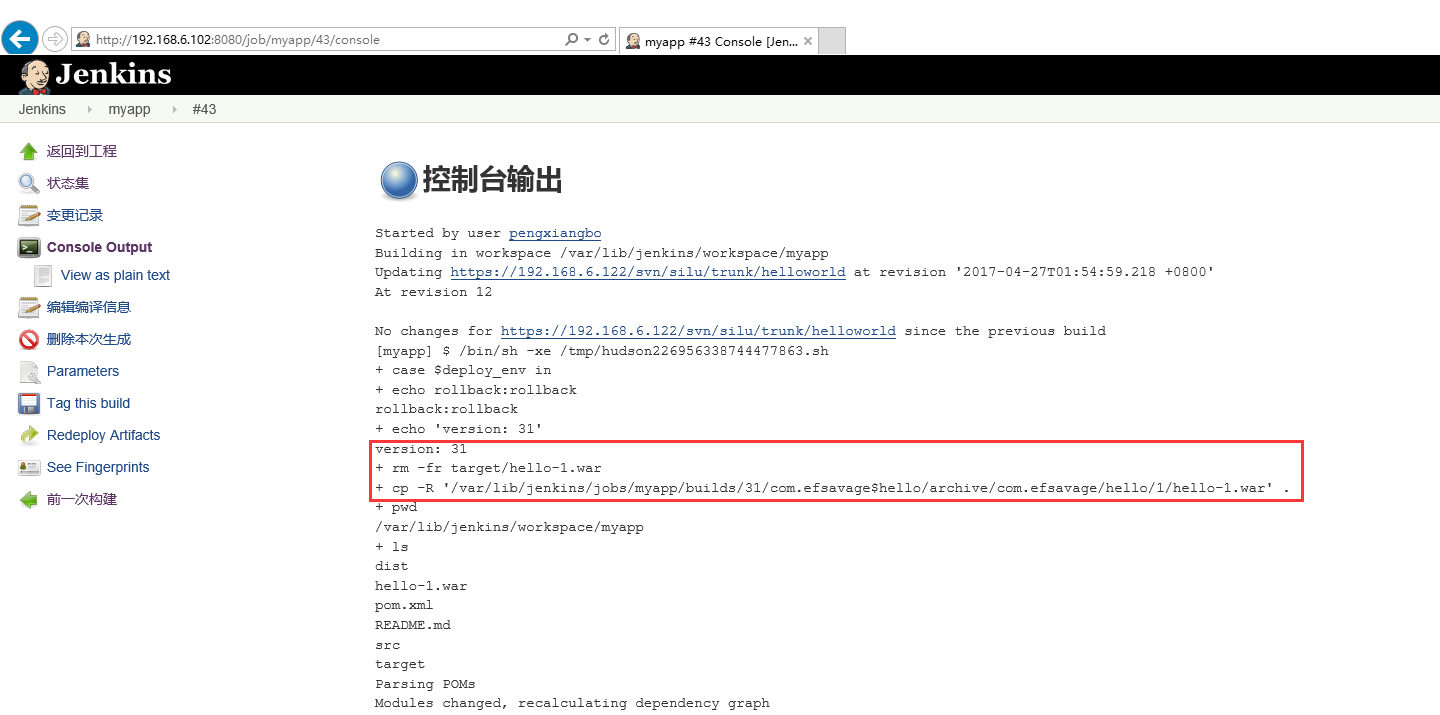 http://192.168.6.102:8080/job/myapp/43/console
myapp #43 Console [Jen...
Jenkins
Jenkins
myapp
#43
返回到工程
状态集
变更记录
Console Output
View as plain text
编辑编译信息
删除本次生成
Parameters
Tag this build
Redeploy Artifacts
See Fingerprints
前一次构建
控制台输出
Started by user pengxiangbo
Building in workspace /var/lib/jenkins/workspace/myapp
Updating https://192.168.6.122/svn/silu/trunk/helloworld at revision '2017-04-27T01:54:59.218 +0800'
At revision 12
No changes for https://192.168.6.122/svn/silu/trunk/helloworld since the previous build
[myapp] $ /bin/sh -xe /tmp/hudson226956338744477863.sh
+ case $deploy_env in
+ echo rollback:rollback
rollback:rollback
+ echo 'version: 31'
version: 31
+ rm -fr target/hello-1.war
+ cp -R '/var/lib/jenkins/jobs/myapp/builds/31/com.efsavage$hello/archive/com.efsavage/hello/1/hello-1.war' .
+ pwd
/var/lib/jenkins/workspace/myapp
+ ls
dist
hello-1.war
pom.xml
README.md
src
target
Parsing POMs
Modules changed, recalculating dependency graph